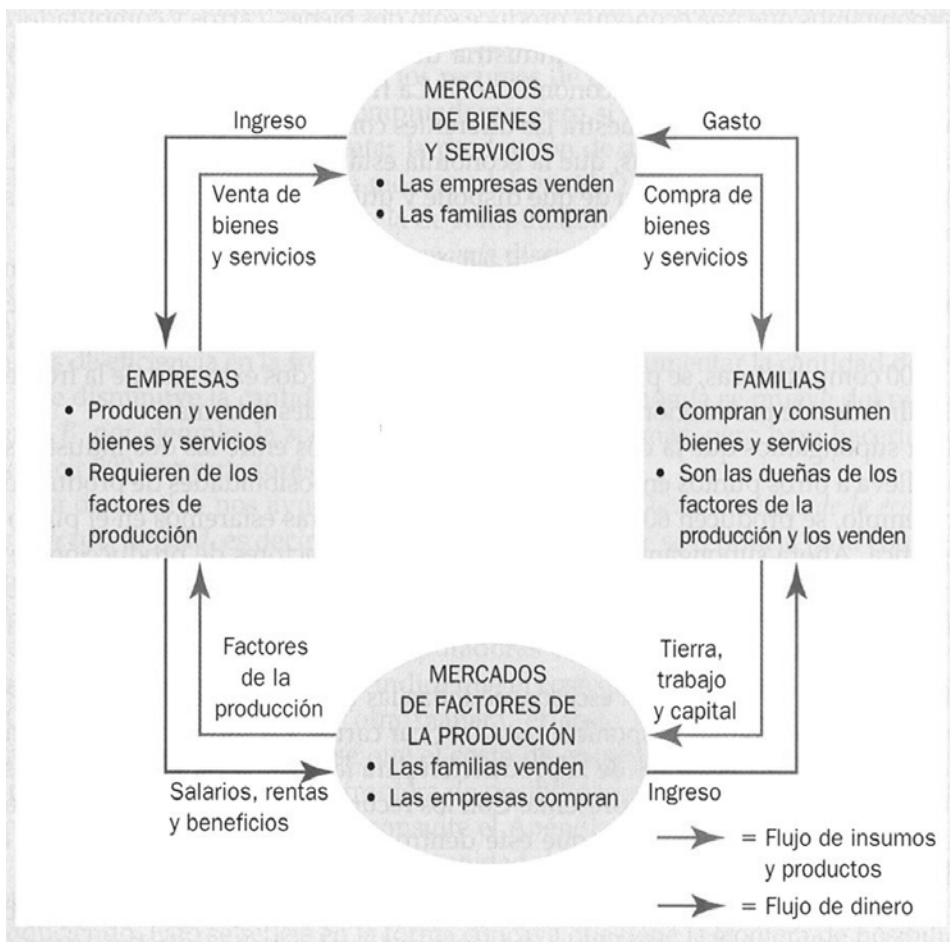 MERCADOS
DE BIENES
Y SERVICIOS
• Las empresas venden
• Las familias compran
Ingreso
Gasto
Venta de
bienes
y servicios
Compra de
bienes
y servicios
EMPRESAS
• Producen y venden
bienes y servicios
• Requieren de los
factores de
producción
FAMILIAS
• Compran y consumen
bienes y servicios
• Son las dueñas de los
factores de la
producción y los venden
Factores
de la
producción
Tierra,
trabajo
y capital
MERCADOS
DE FACTORES DE
LA PRODUCCIÓN
• Las familias venden
• Las empresas compran
Salarios, rentas
y beneficios
Ingreso
= Flujo de insumos
y productos
= Flujo de dinero